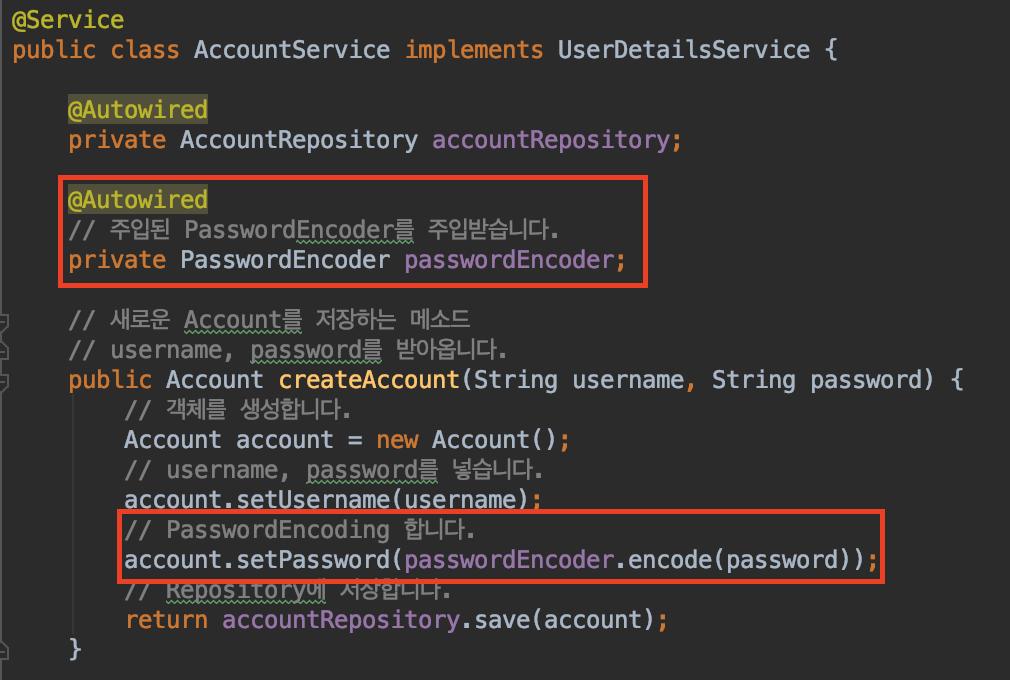 @Service
public class AccountService implements UserDetailsService {
@Autowired
private AccountRepository accountRepository;
@Autowired
// 주입된 PasswordEncoder를 주입받습니다.
private PasswordEncoder passwordEncoder;
// 새로운 Account를 저장하는 메소드
// username, password를 받아옵니다.
public Account createAccount(String username, String password) {
// 객체를 생성합니다.
Account account = new Account();
// username, password를 넣습니다.
account.setUsername(username);
// PasswordEncoding 합니다.
account.setPassword(passwordEncoder.encode(password));
// Repository에 저장합니다.
return accountRepository.save(account);
}